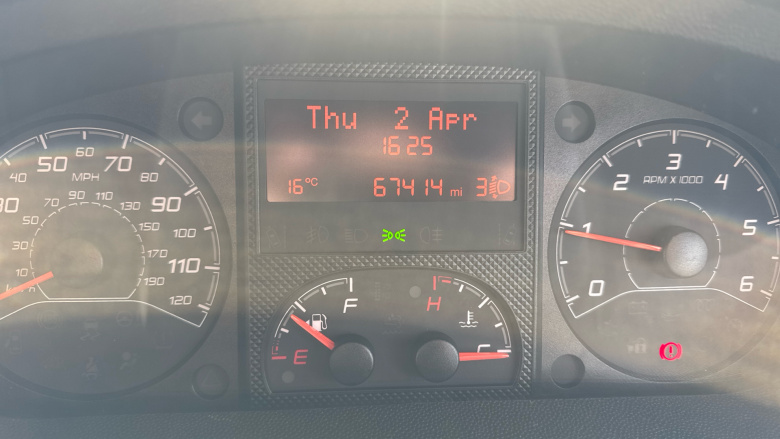 Thu 2 Apr
16:25
16°C 67414 mi 3
40 50 60 70 80 90 100 110 120
MPH
10 30 50 70 90 110 130 150 170 190
km/h
0 1 2 3 4 5 6
RPM X 1000
E F
H C